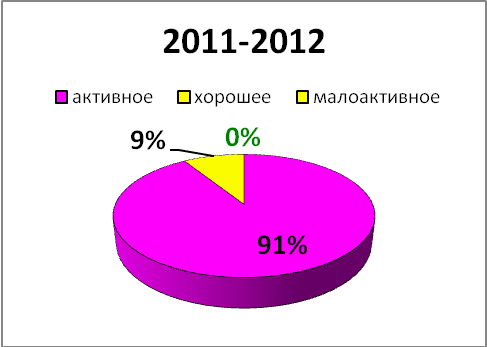 2011-2012
активное хорошее малоактивное
9% 0%
91%